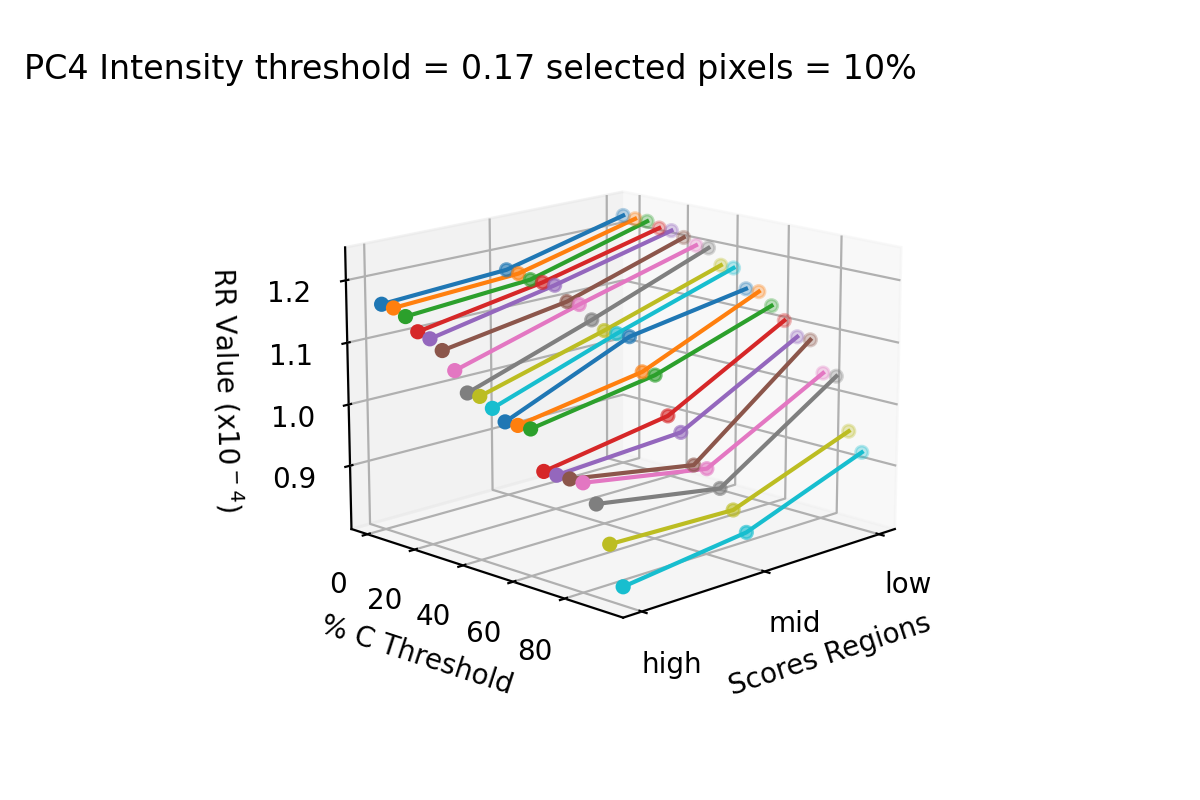 PC4 Intensity threshold = 0.17 selected pixels = 10%
RR Value (x10⁻⁴)
1.2
1.1
1.0
0.9
0
20
40
60
80
% C Threshold
high
mid
low
Scores Regions